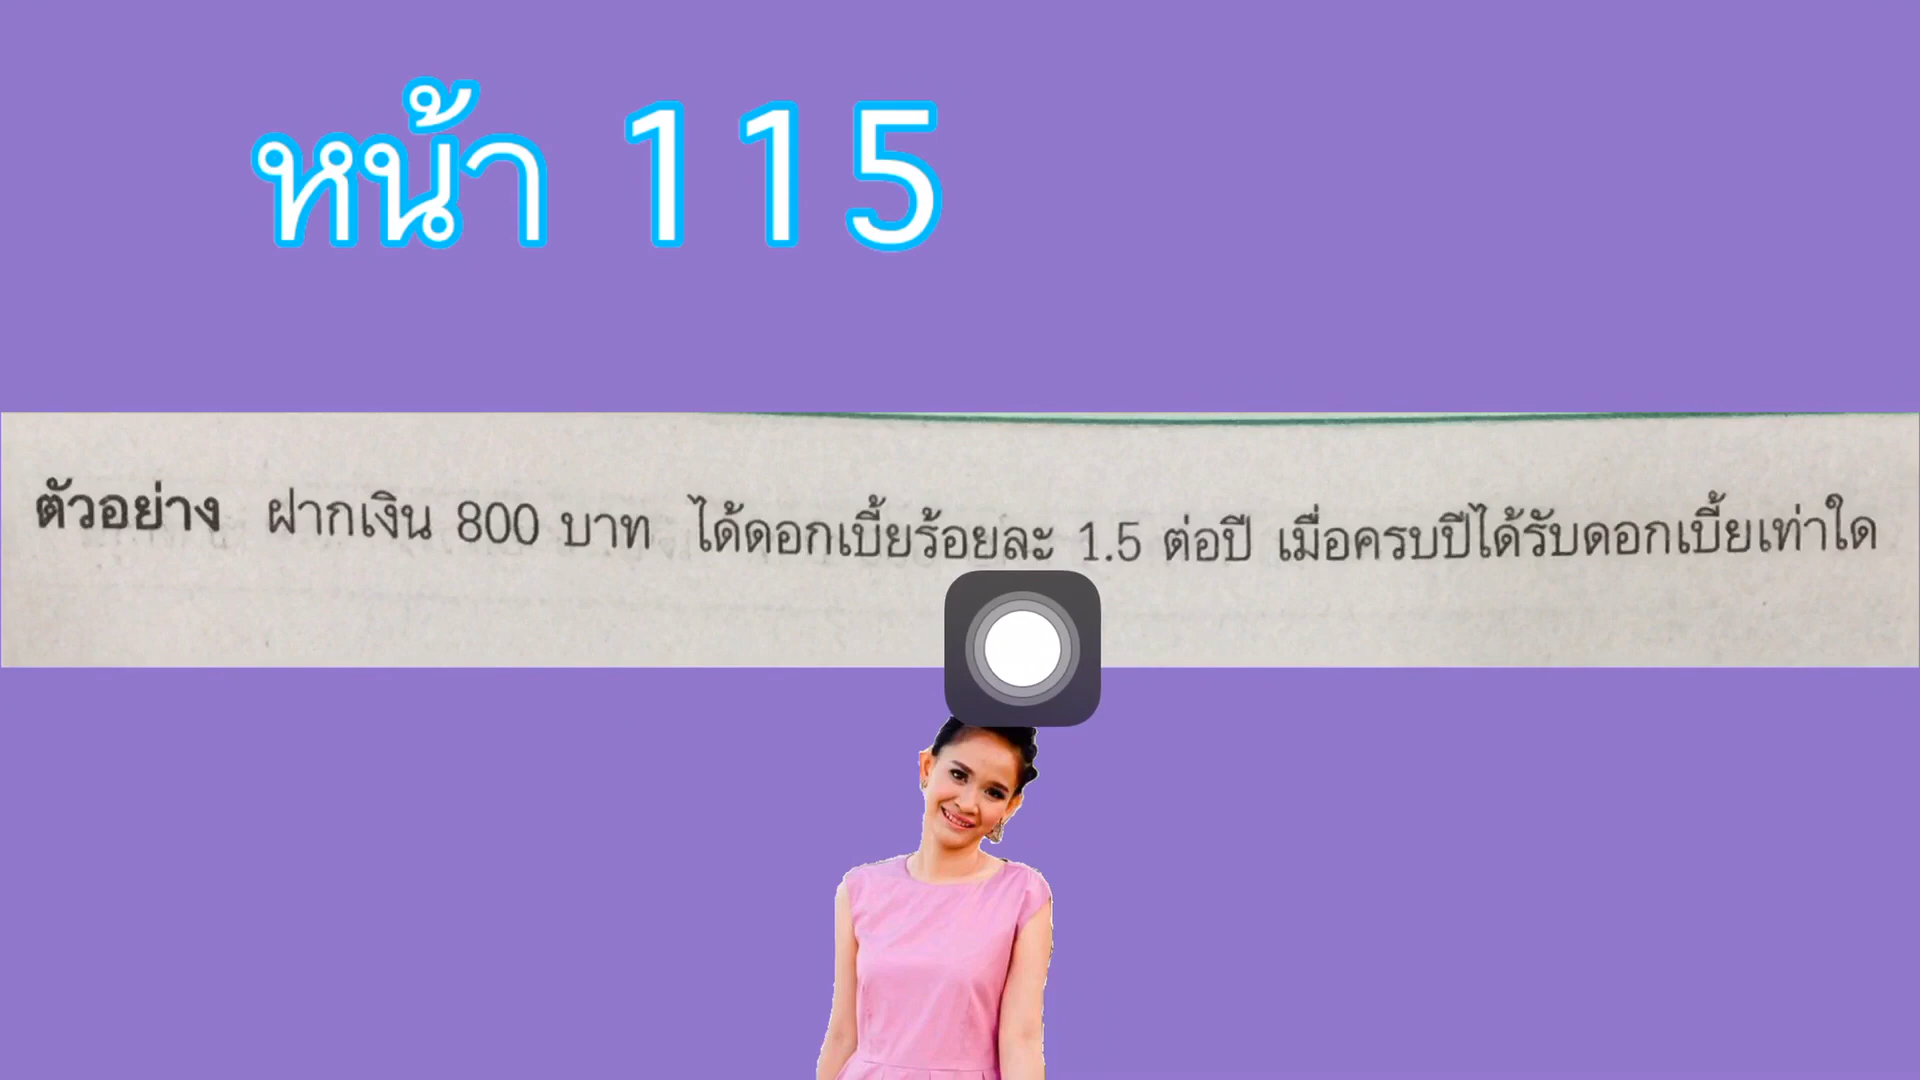 หน้า 115
ตัวอย่าง ฝากเงิน 800 บาท ได้ดอกเบี้ยร้อยละ 1.5 ต่อปี เมื่อครบปีได้รับดอกเบี้ยเท่าใด